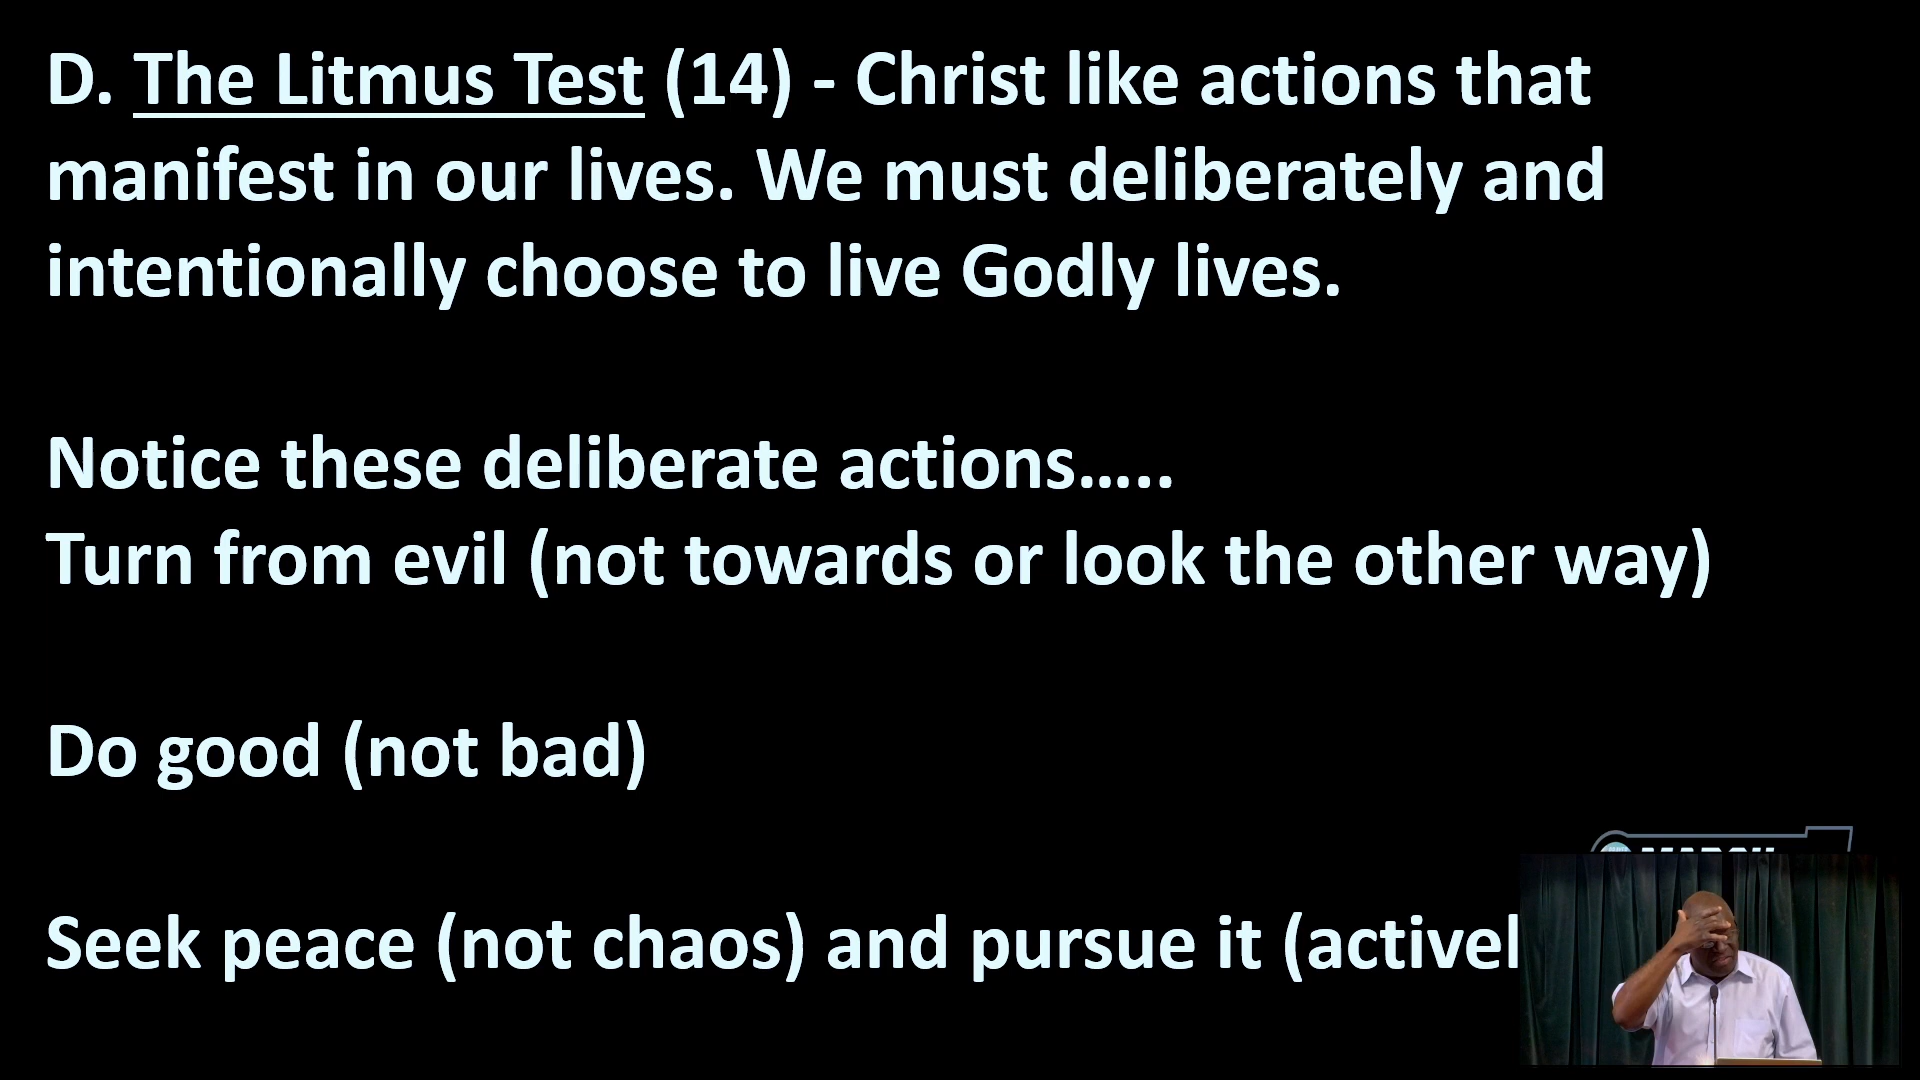 D. The Litmus Test (14) - Christ like actions that
manifest in our lives. We must deliberately and
intentionally choose to live Godly lives.
Notice these deliberate actions…..
Turn from evil (not towards or look the other way)
Do good (not bad)
Seek peace (not chaos) and pursue it (activel